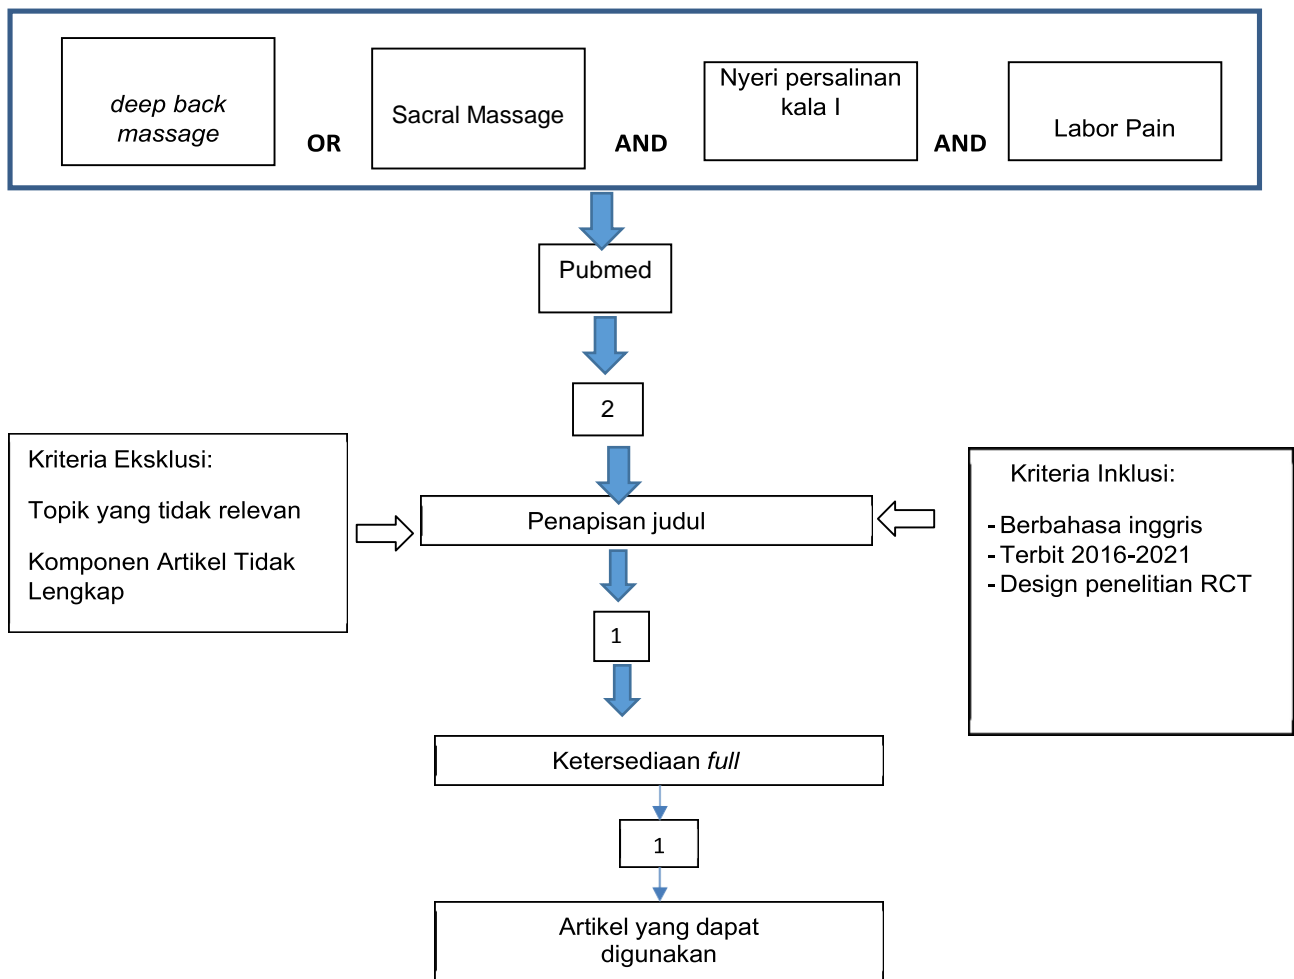 deep back
massage
OR
Sacral Massage
AND
Nyeri persalinan
kala I
AND
Labor Pain
Pubmed
2
Kriteria Eksklusi:
Topik yang tidak relevan
Komponen Artikel Tidak
Lengkap
Penapisan judul
Kriteria Inklusi:
- Berbahasa inggris
- Terbit 2016-2021
- Design penelitian RCT
1
Ketersediaan full
1
Artikel yang dapat
digunakan